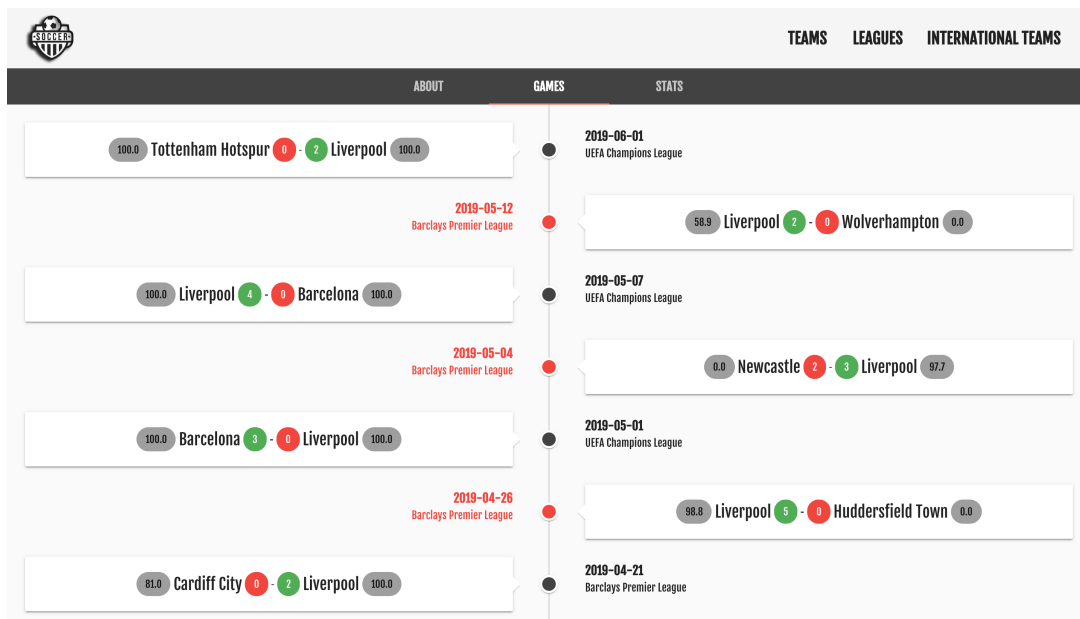 SOCCER
TEAMS LEAGUES INTERNATIONAL TEAMS
ABOUT GAMES STATS
100.0 Tottenham Hotspur 0 - 2 Liverpool 100.0
2019-06-01
UEFA Champions League
2019-05-12
Barclays Premier League
58.9 Liverpool 2 - 0 Wolverhampton 0.0
100.0 Liverpool 4 - 0 Barcelona 100.0
2019-05-07
UEFA Champions League
2019-05-04
Barclays Premier League
0.0 Newcastle 2 - 3 Liverpool 97.7
100.0 Barcelona 3 - 0 Liverpool 100.0
2019-05-01
UEFA Champions League
2019-04-26
Barclays Premier League
98.8 Liverpool 5 - 0 Huddersfield Town 0.0
81.0 Cardiff City 0 - 2 Liverpool 100.0
2019-04-21
Barclays Premier League